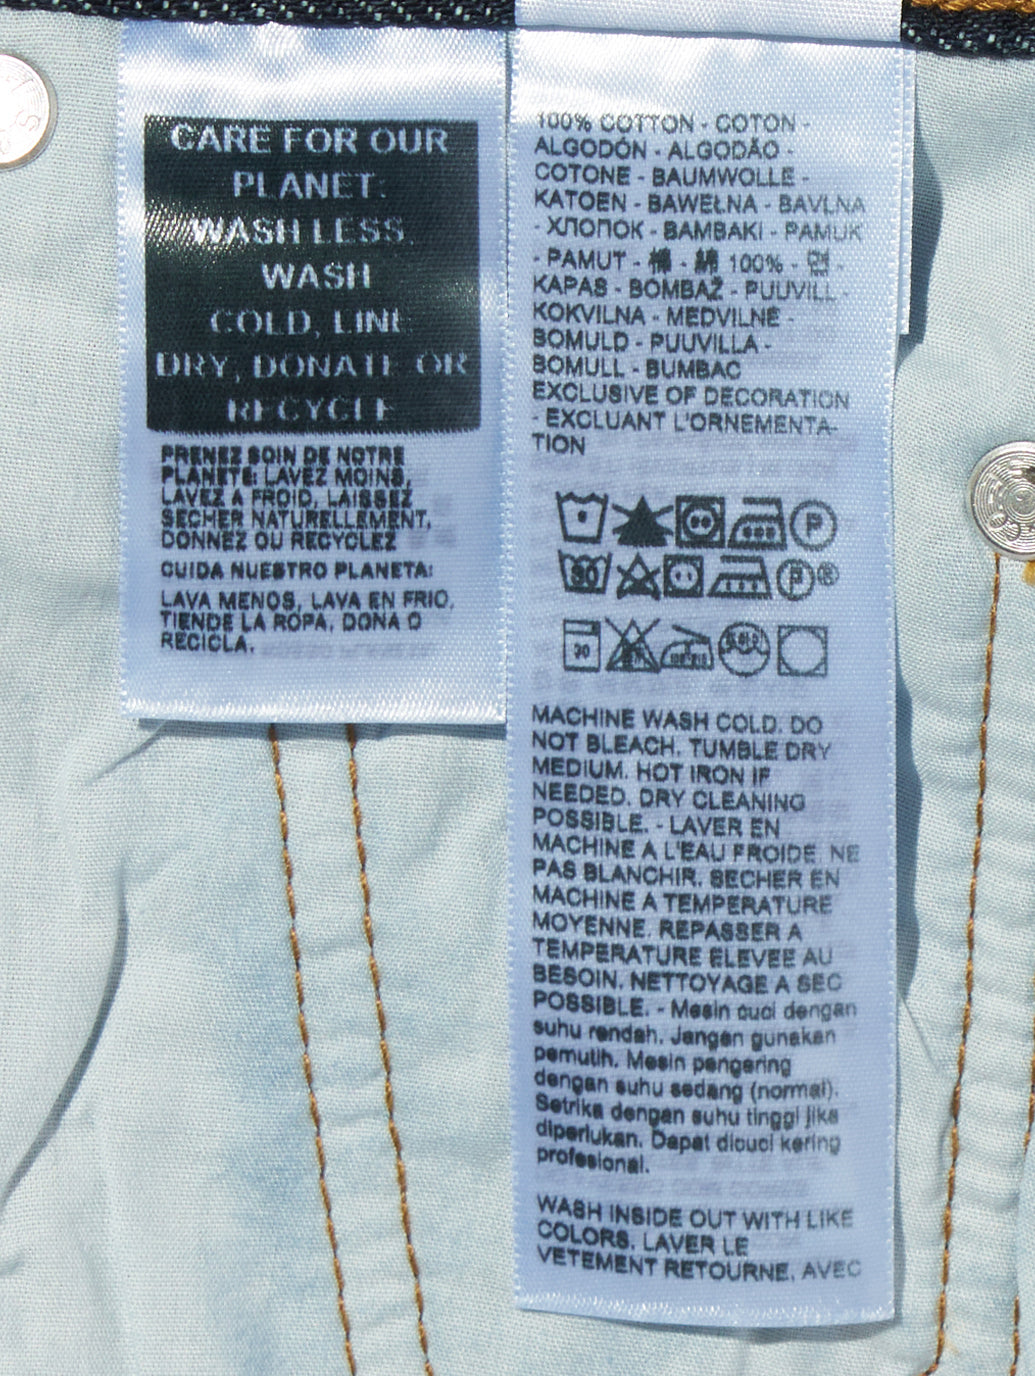 CARE FOR OUR
PLANET:
WASH LESS,
WASH
COLD, LINE
DRY, DONATE OR
RECYCLE
PRENEZ SOIN DE NOTRE
PLANETE: LAVEZ MOINS,
LAVEZ A FROID, LAISSEZ
SECHER NATURELLEMENT,
DONNEZ OU RECYCLEZ
CUIDA NUESTRO PLANETA:
LAVA MENOS, LAVA EN FRIO,
TIENDE LA ROPA, DONA O
RECICLA.
100% COTTON - COTON -
ALGODÓN - ALGODÃO -
COTONE - BAUMWOLLE -
KATOEN - BAWEŁNA - BAVLNA
- ХЛОПОК - BAMBAKI - PAMUK
- PAMUT - 棉 - 綿 100% - 면 -
KAPAS - BOMBAŽ - PUUVILL -
KOKVILNA - MEDVILNĖ -
BOMULD - PUUVILLA -
BOMULL - BUMBAC
EXCLUSIVE OF DECORATION
- EXCLUANT L'ORNEMENTA-
TION
P
30 P®
30
MACHINE WASH COLD. DO
NOT BLEACH. TUMBLE DRY
MEDIUM. HOT IRON IF
NEEDED. DRY CLEANING
POSSIBLE. - LAVER EN
MACHINE A L'EAU FROIDE. NE
PAS BLANCHIR. SECHER EN
MACHINE A TEMPERATURE
MOYENNE. REPASSER A
TEMPERATURE ELEVEE AU
BESOIN. NETTOYAGE A SEC
POSSIBLE. - Mesin cuci dengan
suhu rendah. Jangan gunakan
pemutih. Mesin pengering
dengan suhu sedang (normal).
Setrika dengan suhu tinggi jika
diperlukan. Dapat dicuci kering
profesional.
WASH INSIDE OUT WITH LIKE
COLORS. LAVER LE
VETEMENT RETOURNE, AVEC